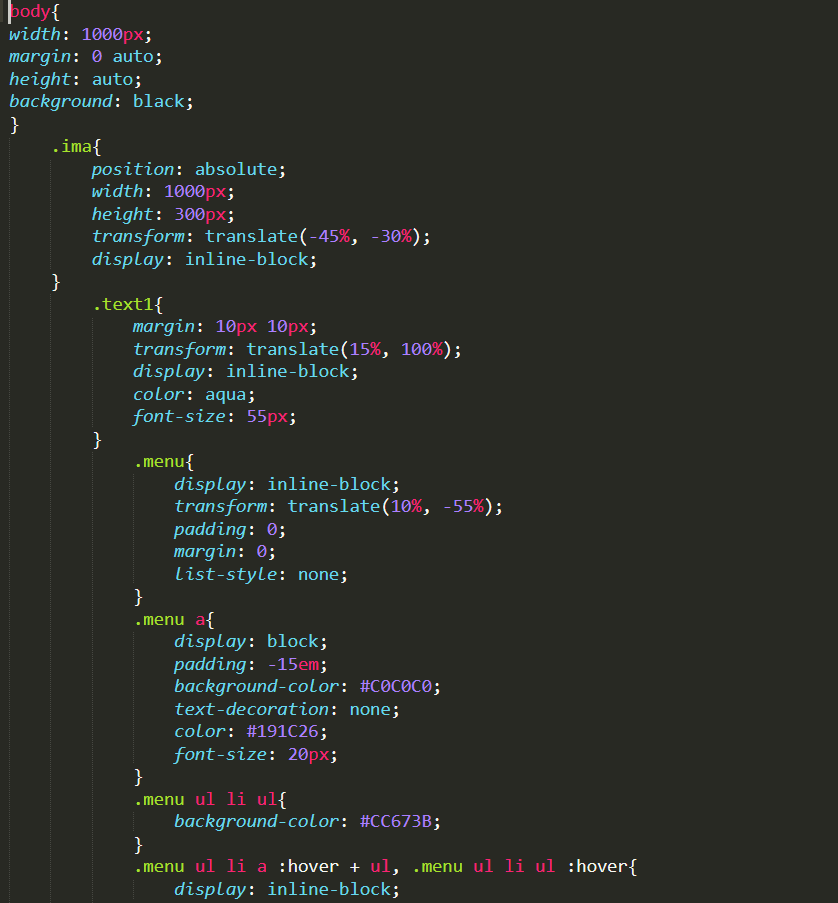 body{
width: 1000px;
margin: 0 auto;
height: auto;
background: black;
}
.ima{
position: absolute;
width: 1000px;
height: 300px;
transform: translate(-45%, -30%);
display: inline-block;
}
.text1{
margin: 10px 10px;
transform: translate(15%, 100%);
display: inline-block;
color: aqua;
font-size: 55px;
}
.menu{
display: inline-block;
transform: translate(10%, -55%);
padding: 0;
margin: 0;
list-style: none;
}
.menu a{
display: block;
padding: -15em;
background-color: #C0C0C0;
text-decoration: none;
color: #191C26;
font-size: 20px;
}
.menu ul li ul{
background-color: #CC673B;
}
.menu ul li a :hover + ul, .menu ul li ul :hover{
display: inline-block;